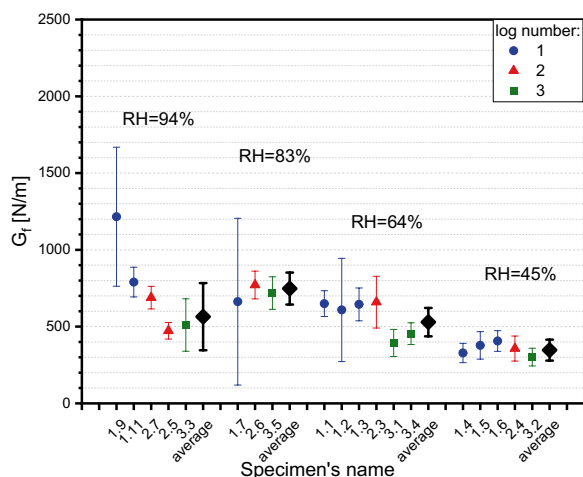 2500
2000
1500
1000
500
0
G_f [N/m]
log number:
1
2
3
RH=94%
RH=83%
RH=64%
RH=45%
1.9
1.11
2.7
2.5
3.3
average
1.7
2.6
3.5
average
1.1
1.2
1.3
2.3
3.1
3.4
average
1.4
1.5
1.6
2.4
3.2
average
Specimen's name